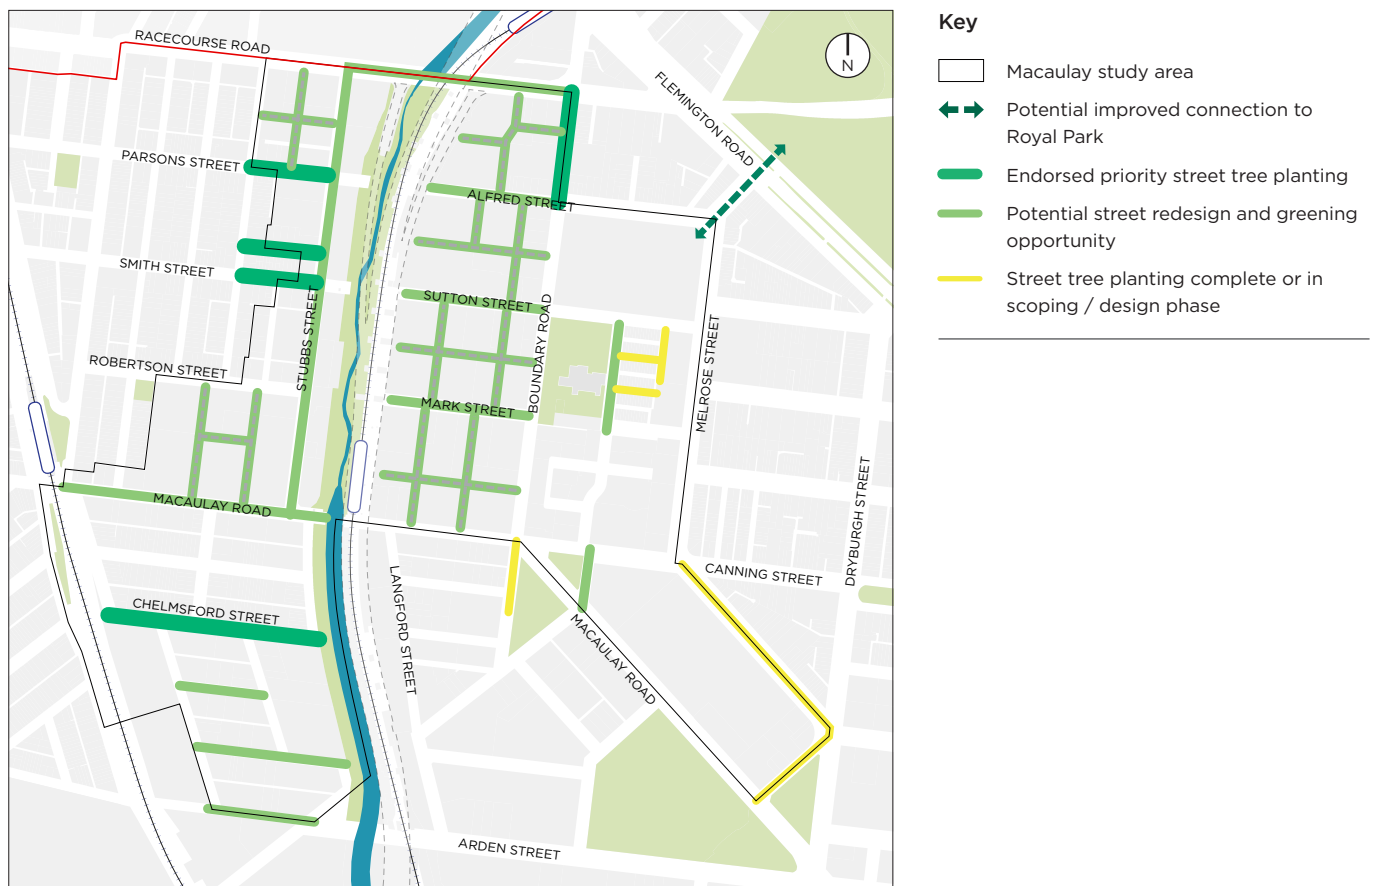 RACECOURSE ROAD
N
FLEMINGTON ROAD
PARSONS STREET
ALFRED STREET
SMITH STREET
SUTTON STREET
STUBBS STREET
BOUNDARY ROAD
MELROSE STREET
ROBERTSON STREET
MARK STREET
MACAULAY ROAD
DRYBURGH STREET
CANNING STREET
LANGFORD STREET
CHELMSFORD STREET
MACAULAY ROAD
ARDEN STREET
Key
Macaulay study area
Potential improved connection to
Royal Park
Endorsed priority street tree planting
Potential street redesign and greening
opportunity
Street tree planting complete or in
scoping / design phase